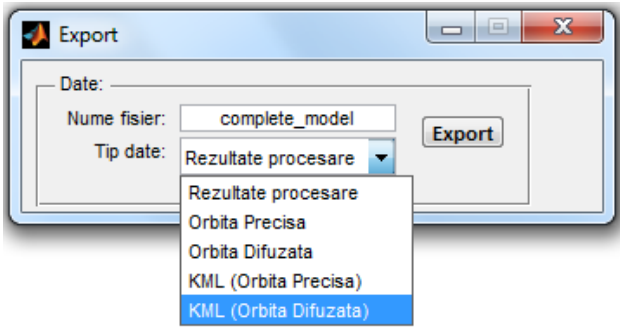 Export
Date:
Nume fisier: complete_model
Export
Tip date: Rezultate procesare
Rezultate procesare
Orbita Precisa
Orbita Difuzata
KML (Orbita Precisa)
KML (Orbita Difuzata)